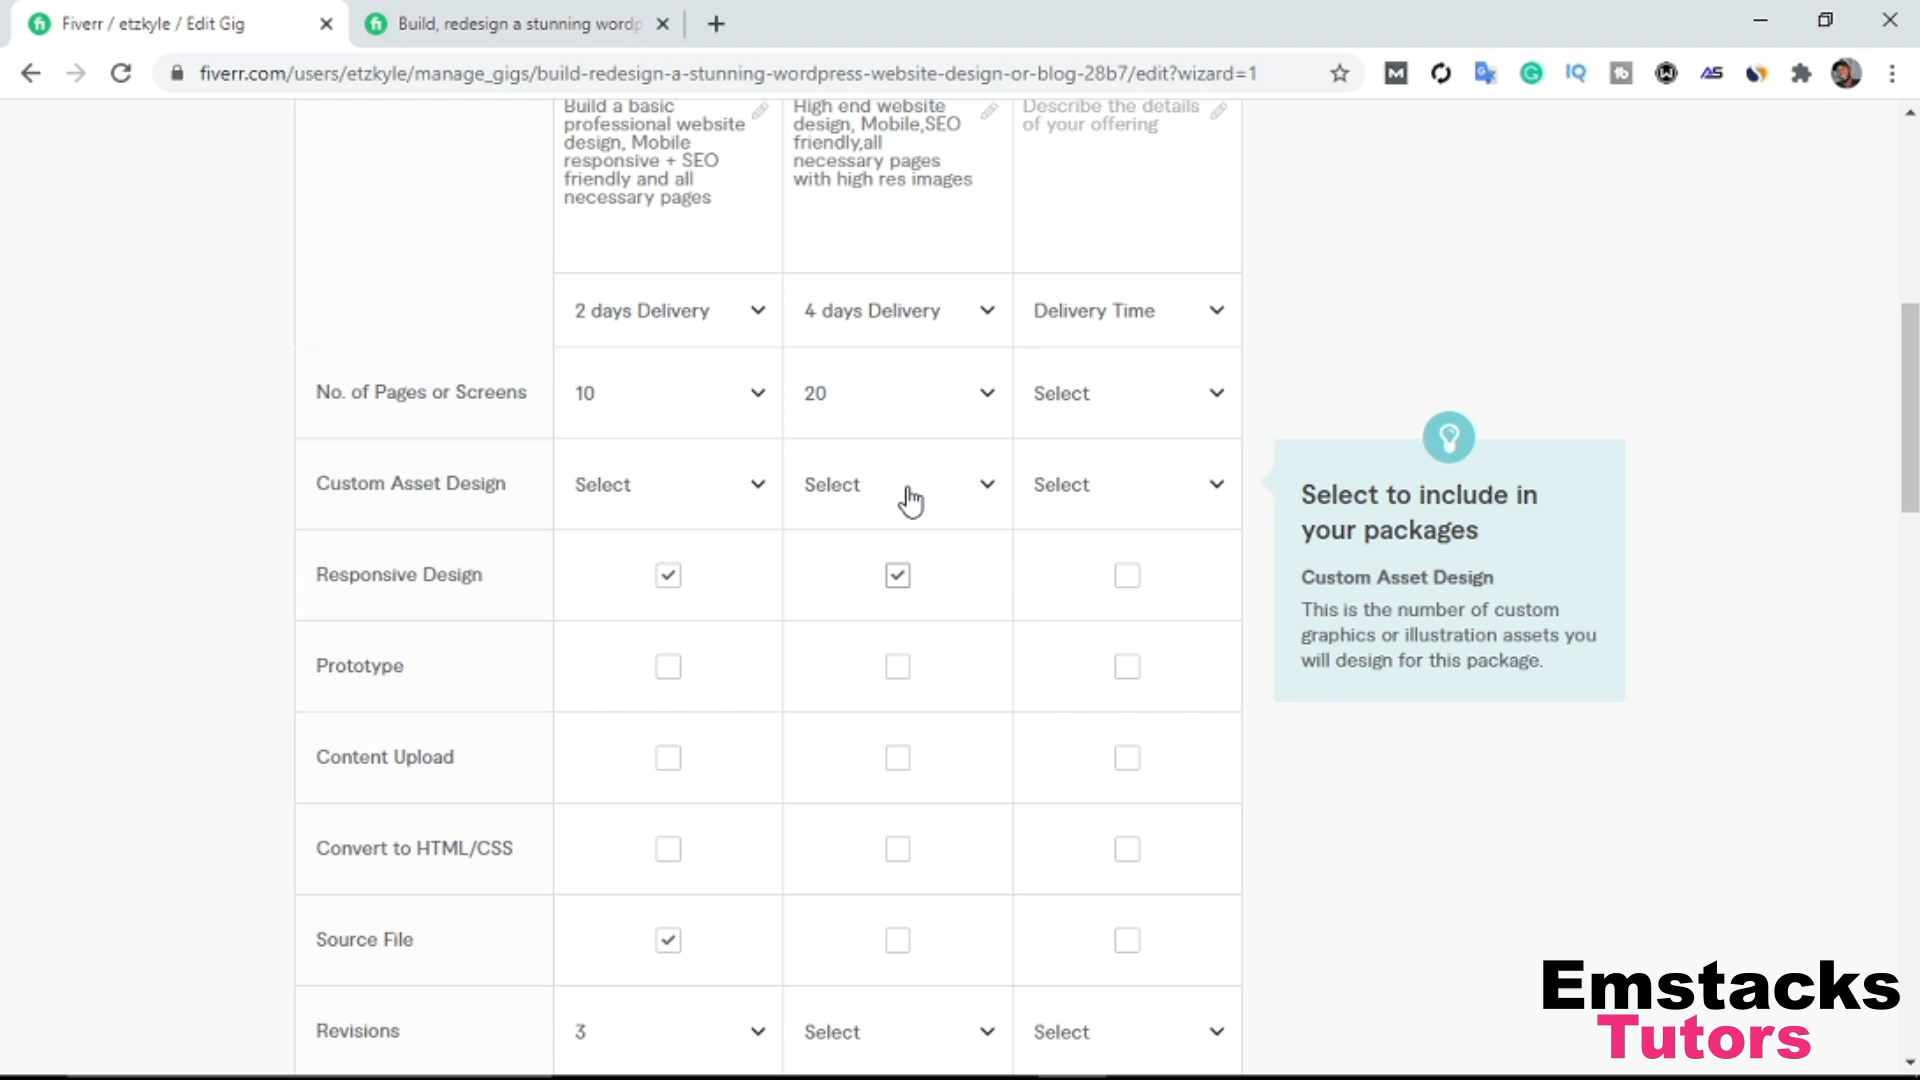 Fiverr / etzkyle / Edit Gig
Build, redesign a stunning wordp
fiverr.com/users/etzkyle/manage_gigs/build-redesign-a-stunning-wordpress-website-design-or-blog-28b7/edit?wizard=1
Build a basic
professional website
design, Mobile
responsive + SEO
friendly and all
necessary pages
High end website
design, Mobile,SEO
friendly,all
necessary pages
with high res images
Describe the details
of your offering
2 days Delivery
4 days Delivery
Delivery Time
No. of Pages or Screens
10
20
Select
Custom Asset Design
Select
Select
Select
Responsive Design
Prototype
Content Upload
Convert to HTML/CSS
Source File
Revisions
3
Select
Select
Select to include in
your packages
Custom Asset Design
This is the number of custom
graphics or illustration assets you
will design for this package.
Emstacks
Tutors